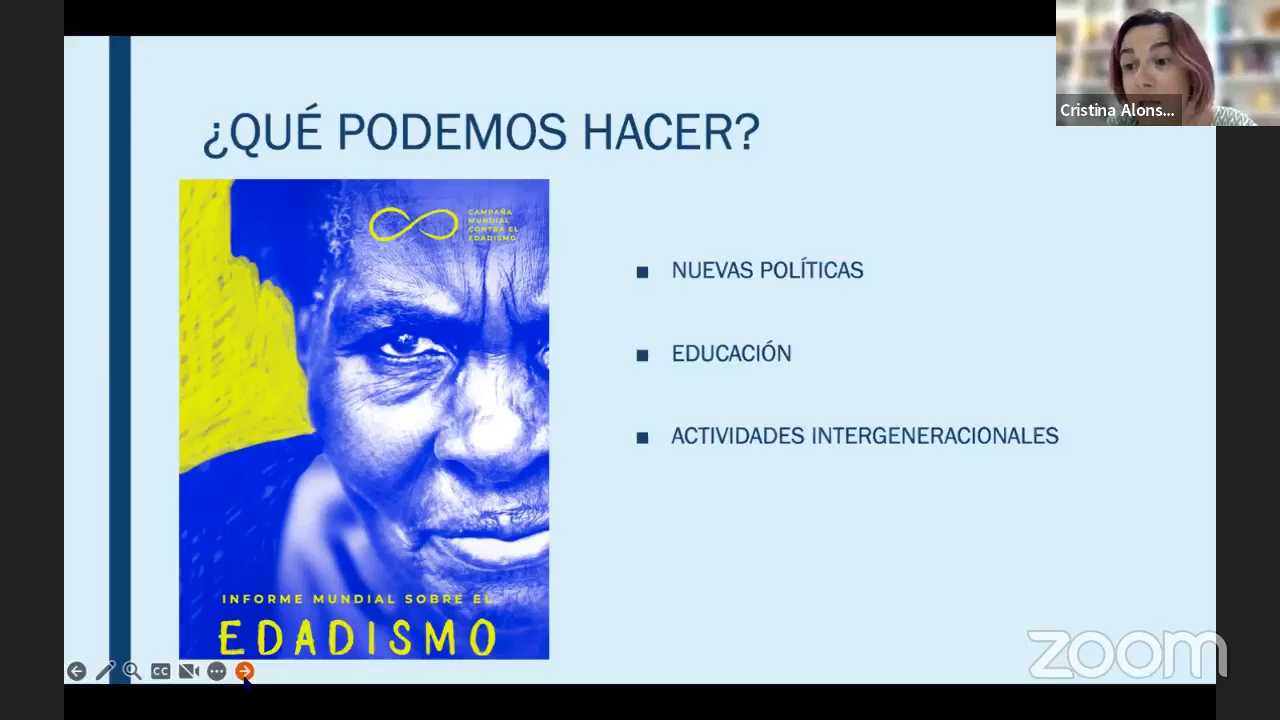 ¿QUÉ PODEMOS HACER?
Cristina Alons...
CAMPAÑA
MUNDIAL
CONTRA EL
EDADISMO
NUEVAS POLÍTICAS
EDUCACIÓN
ACTIVIDADES INTERGENERACIONALES
INFORME MUNDIAL SOBRE EL
EDADISMO
CC
zoom